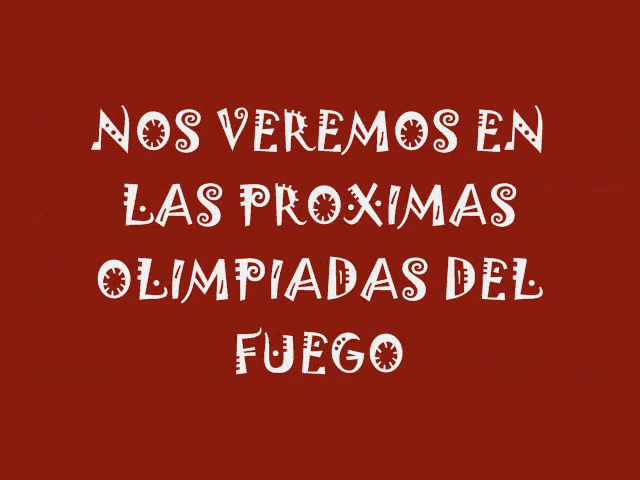 NOS VEREMOS EN
LAS PROXIMAS
OLIMPIADAS DEL
FUEGO